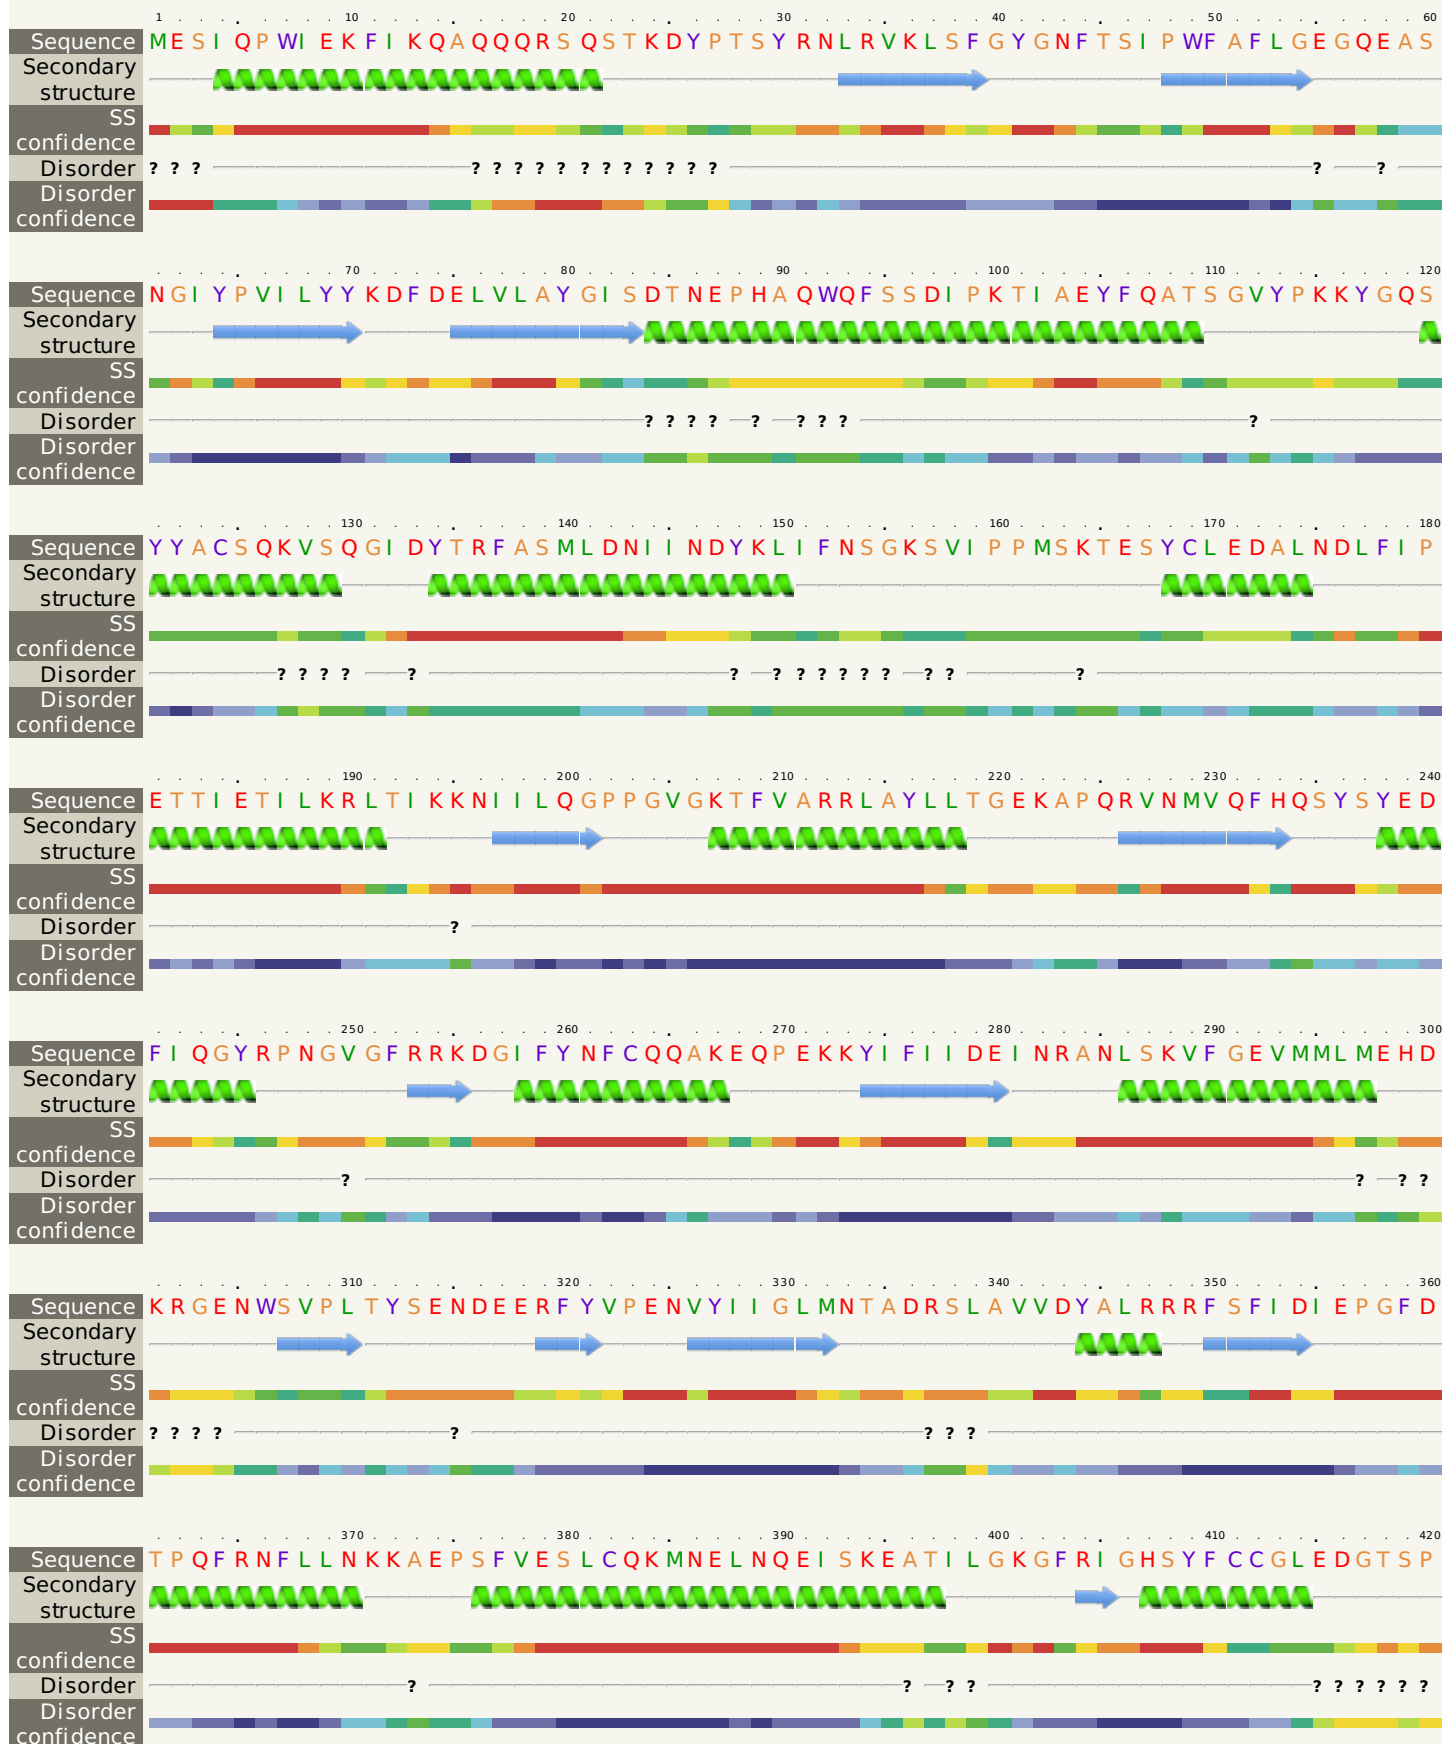 1 . . . . . . . 10 . . . . . . . . . 20 . . . . . . . . . 30 . . . . . . . . . 40 . . . . . . . . . 50 . . . . . . . . . 60
Sequence MESIQPWIEKFIKQAQQQRSQSTKDYPTSYRNLRVKLSFGYGNFTSIPWFAFLGEGQEAS
Secondary
structure
SS
confidence
Disorder ? ? ? ? ? ? ? ? ? ? ? ? ? ? ? ? ?
Disorder
confidence
. . . . . . . . 70 . . . . . . . . . 80 . . . . . . . . . 90 . . . . . . . . . 100 . . . . . . . . . 110 . . . . . . . . . 120
Sequence NGIYPVILYYKDFDELVLAYGISDTNEPHAQWQFSSDIPKTIAEYFQATSGVYPKKYGQS
Secondary
structure
SS
confidence
Disorder ? ? ? ? ? ? ? ? ?
Disorder
confidence
. . . . . . . . 130 . . . . . . . . . 140 . . . . . . . . . 150 . . . . . . . . . 160 . . . . . . . . . 170 . . . . . . . . . 180
Sequence YYACSQKVSQGIDYTRFASMLDNIINDYKLIFNSGKSVIPPMSKTESYCLEDALNDLFIP
Secondary
structure
SS
confidence
Disorder ? ? ? ? ? ? ? ? ? ? ? ? ? ? ?
Disorder
confidence
. . . . . . . . 190 . . . . . . . . . 200 . . . . . . . . . 210 . . . . . . . . . 220 . . . . . . . . . 230 . . . . . . . . . 240
Sequence ETTIETILKRLTIKKNIILQGPPGVGKTFVARRLAYLLTGEKAPQRVNMVQFHQSYSYED
Secondary
structure
SS
confidence
Disorder ?
Disorder
confidence
. . . . . . . . 250 . . . . . . . . . 260 . . . . . . . . . 270 . . . . . . . . . 280 . . . . . . . . . 290 . . . . . . . . . 300
Sequence FIQGYRPNGVGFRRKDGIFYNFCQQAKEQPEKKYIFIIDEINRANLSKVFGEVMMLMEHD
Secondary
structure
SS
confidence
Disorder ? ? ? ?
Disorder
confidence
. . . . . . . . 310 . . . . . . . . . 320 . . . . . . . . . 330 . . . . . . . . . 340 . . . . . . . . . 350 . . . . . . . . . 360
Sequence KRGENWSVPLTYSENDEERFYVPENVYIIGLMNTADRSLAVVDYALRRRFSFIDIEPGFD
Secondary
structure
SS
confidence
Disorder ? ? ? ? ? ? ? ?
Disorder
confidence
. . . . . . . . 370 . . . . . . . . . 380 . . . . . . . . . 390 . . . . . . . . . 400 . . . . . . . . . 410 . . . . . . . . . 420
Sequence TPQFRNFLLNKKAEPSFVESLCQKMNELNQEISKEATILGKGFRIGHSYFCCGLEDGTSP
Secondary
structure
SS
confidence
Disorder ? ? ? ? ? ? ? ? ? ?
Disorder
confidence